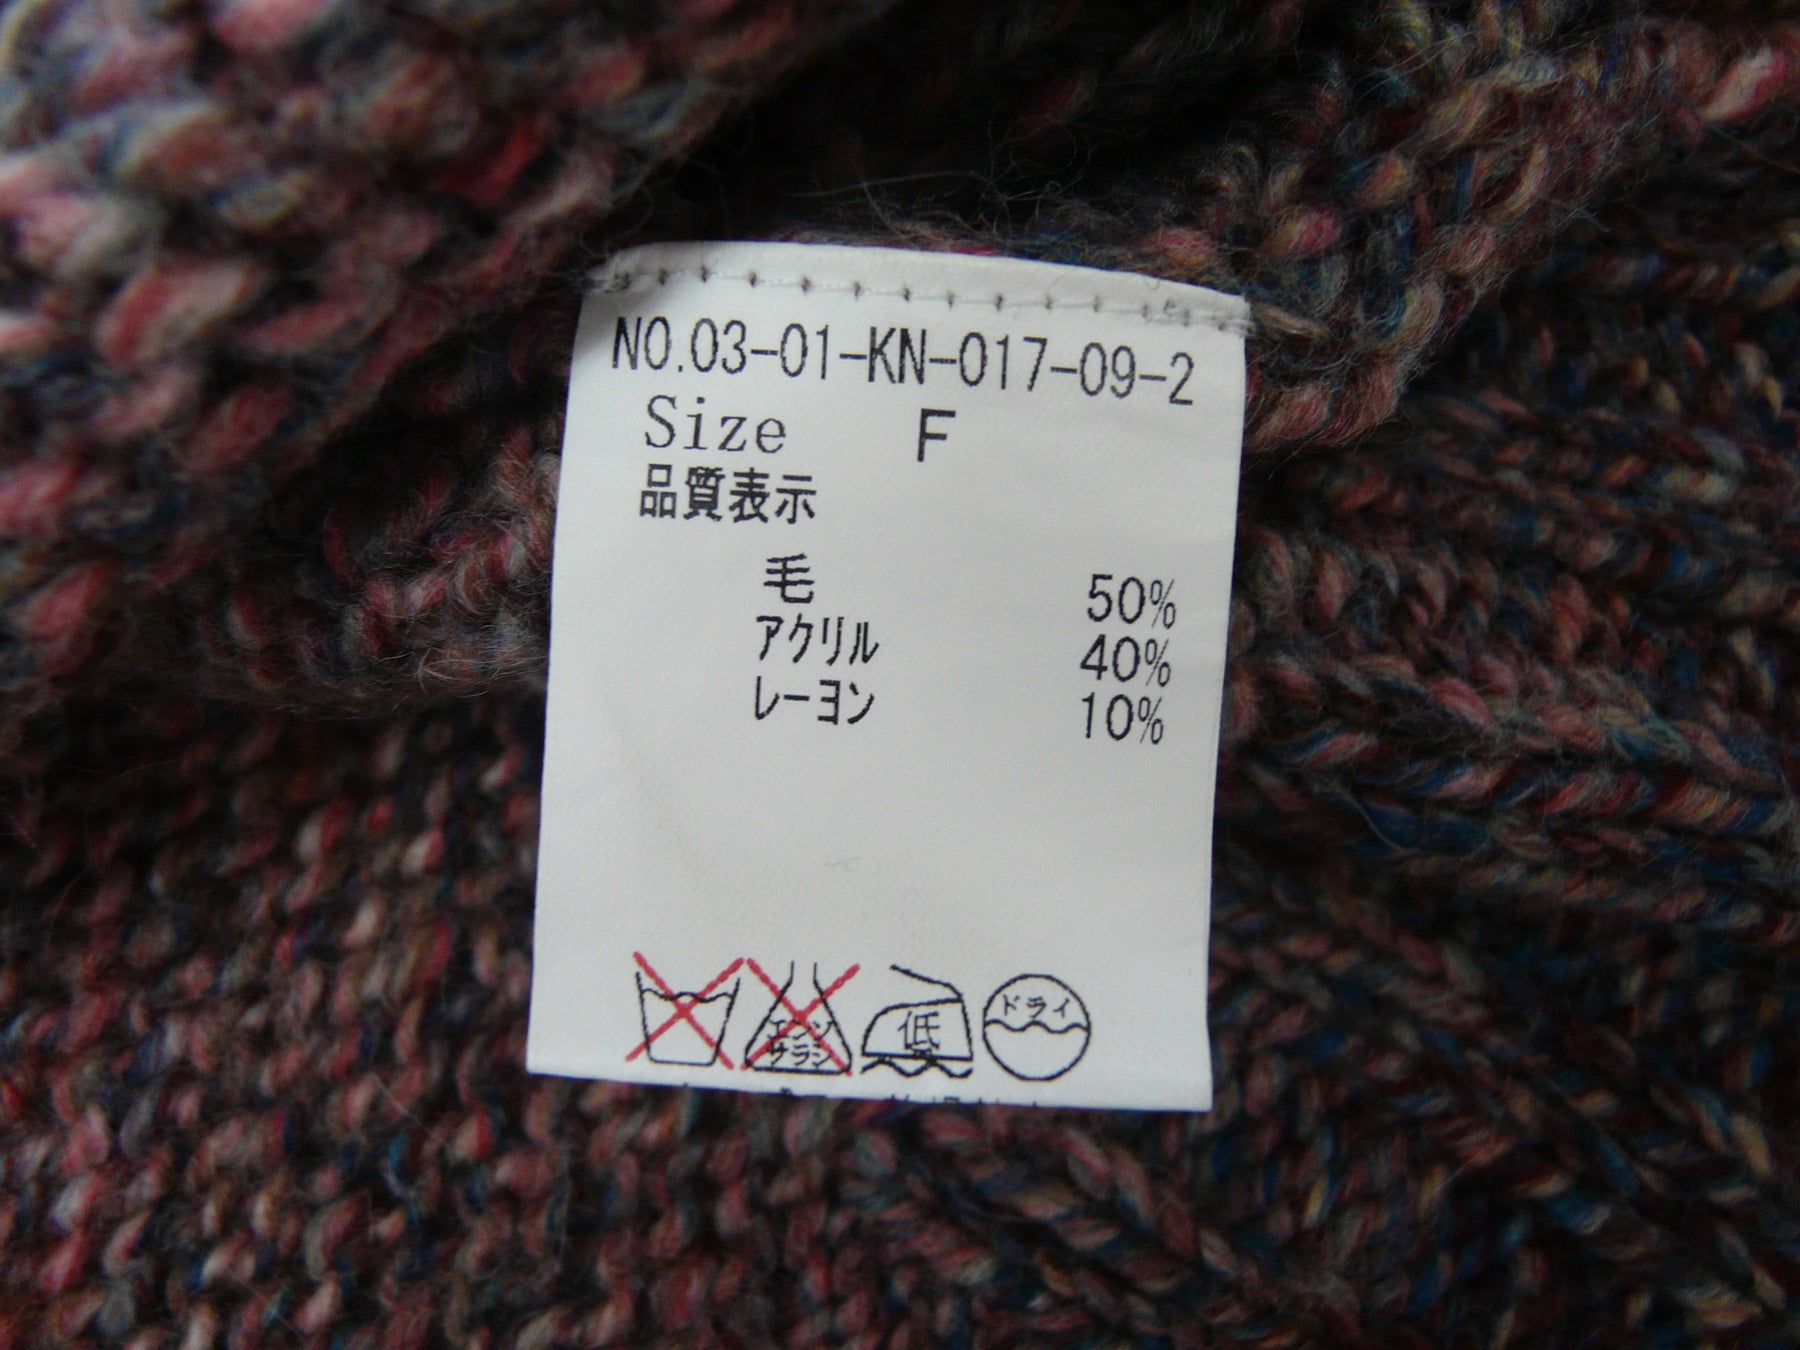 NO.03-01-KN-017-09-2
Size F
品質表示
毛 50%
アクリル 40%
レーヨン 10%
エンソ
サラシ
低
ドライ